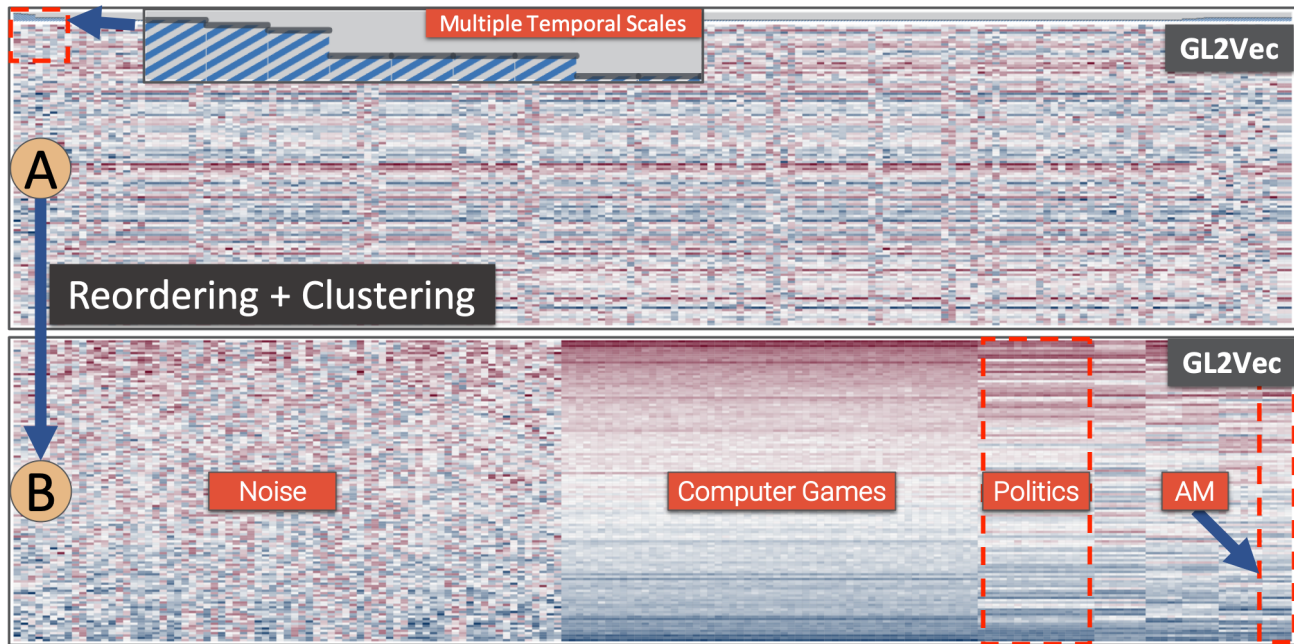 Multiple Temporal Scales
GL2Vec
A
Reordering + Clustering
GL2Vec
B
Noise
Computer Games
Politics
AM